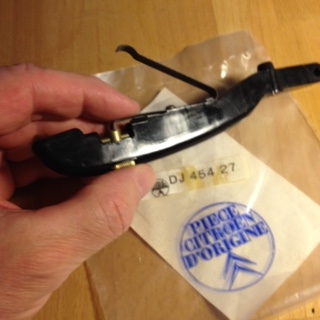 DJ 454 27
PIECE
CITROËN
D'ORIGINE